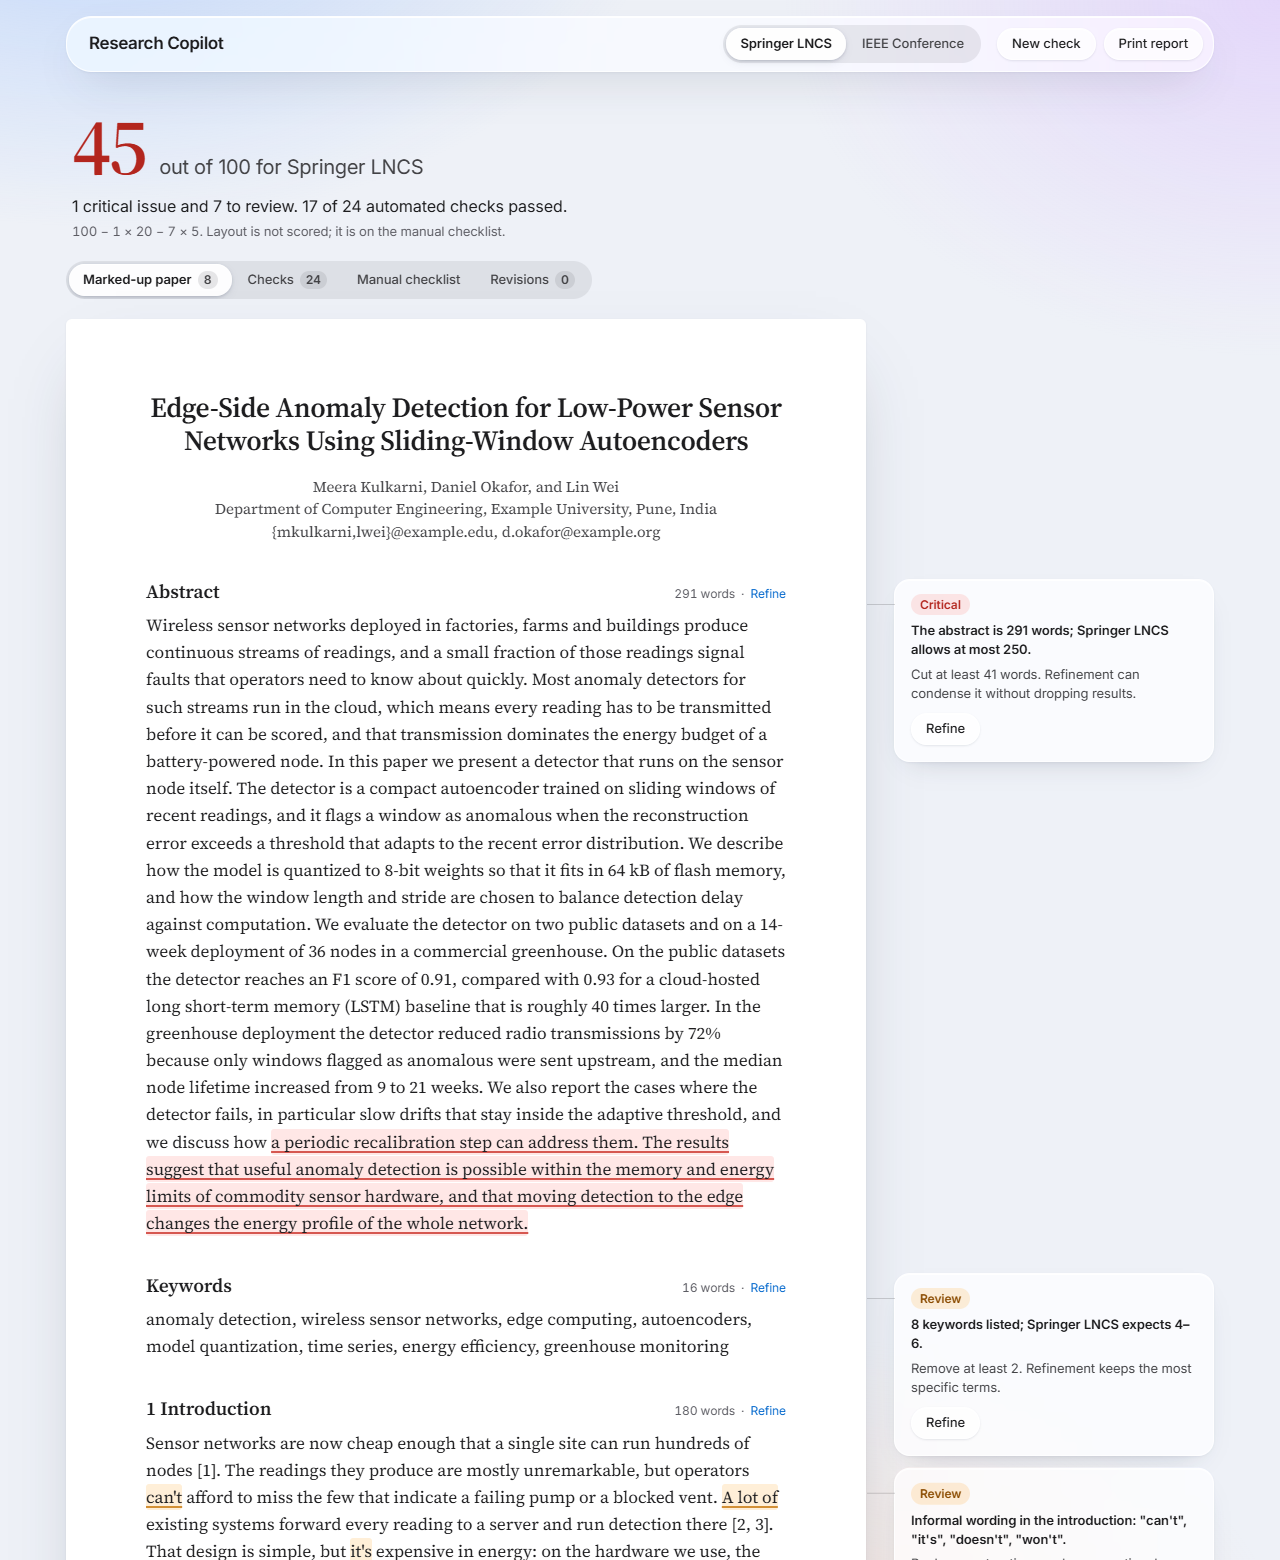 Research Copilot
Springer LNCS
IEEE Conference
New check
Print report
45 out of 100 for Springer LNCS
1 critical issue and 7 to review. 17 of 24 automated checks passed.
100 − 1 × 20 − 7 × 5. Layout is not scored; it is on the manual checklist.
Marked-up paper 8
Checks 24
Manual checklist
Revisions 0
Edge-Side Anomaly Detection for Low-Power Sensor
Networks Using Sliding-Window Autoencoders
Meera Kulkarni, Daniel Okafor, and Lin Wei
Department of Computer Engineering, Example University, Pune, India
{mkulkarni,lwei}@example.edu, d.okafor@example.org
Abstract
291 words · Refine
Wireless sensor networks deployed in factories, farms and buildings produce
continuous streams of readings, and a small fraction of those readings signal
faults that operators need to know about quickly. Most anomaly detectors for
such streams run in the cloud, which means every reading has to be transmitted
before it can be scored, and that transmission dominates the energy budget of a
battery-powered node. In this paper we present a detector that runs on the sensor
node itself. The detector is a compact autoencoder trained on sliding windows of
recent readings, and it flags a window as anomalous when the reconstruction
error exceeds a threshold that adapts to the recent error distribution. We describe
how the model is quantized to 8-bit weights so that it fits in 64 kB of flash memory,
and how the window length and stride are chosen to balance detection delay
against computation. We evaluate the detector on two public datasets and on a 14-
week deployment of 36 nodes in a commercial greenhouse. On the public datasets
the detector reaches an F1 score of 0.91, compared with 0.93 for a cloud-hosted
long short-term memory (LSTM) baseline that is roughly 40 times larger. In the
greenhouse deployment the detector reduced radio transmissions by 72%
because only windows flagged as anomalous were sent upstream, and the median
node lifetime increased from 9 to 21 weeks. We also report the cases where the
detector fails, in particular slow drifts that stay inside the adaptive threshold, and
we discuss how a periodic recalibration step can address them. The results
suggest that useful anomaly detection is possible within the memory and energy
limits of commodity sensor hardware, and that moving detection to the edge
changes the energy profile of the whole network.
Critical
The abstract is 291 words; Springer LNCS
allows at most 250.
Cut at least 41 words. Refinement can
condense it without dropping results.
Refine
Keywords
16 words · Refine
anomaly detection, wireless sensor networks, edge computing, autoencoders,
model quantization, time series, energy efficiency, greenhouse monitoring
Review
8 keywords listed; Springer LNCS expects 4–
6.
Remove at least 2. Refinement keeps the most
specific terms.
Refine
1 Introduction
180 words · Refine
Sensor networks are now cheap enough that a single site can run hundreds of
nodes [1]. The readings they produce are mostly unremarkable, but operators
can't afford to miss the few that indicate a failing pump or a blocked vent. A lot of
existing systems forward every reading to a server and run detection there [2, 3].
That design is simple, but it's expensive in energy: on the hardware we use, the
Review
Informal wording in the introduction: "can't",
"it's", "doesn't", "won't".